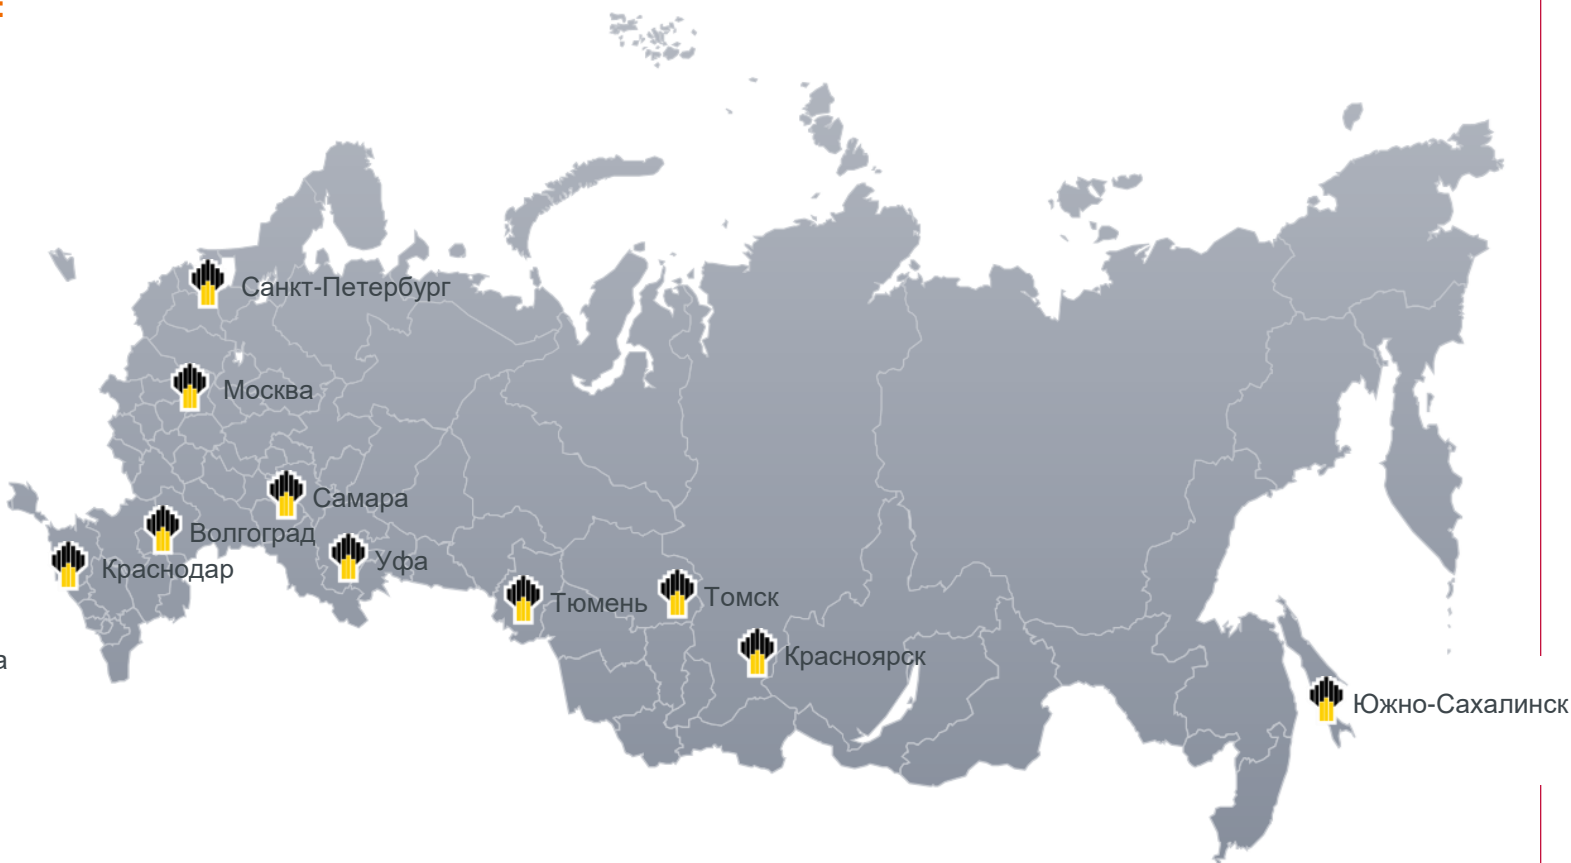 :
Санкт-Петербург
Москва
Самара
Волгоград
Уфа
Краснодар
Тюмень
Томск
Красноярск
а
Южно-Сахалинск